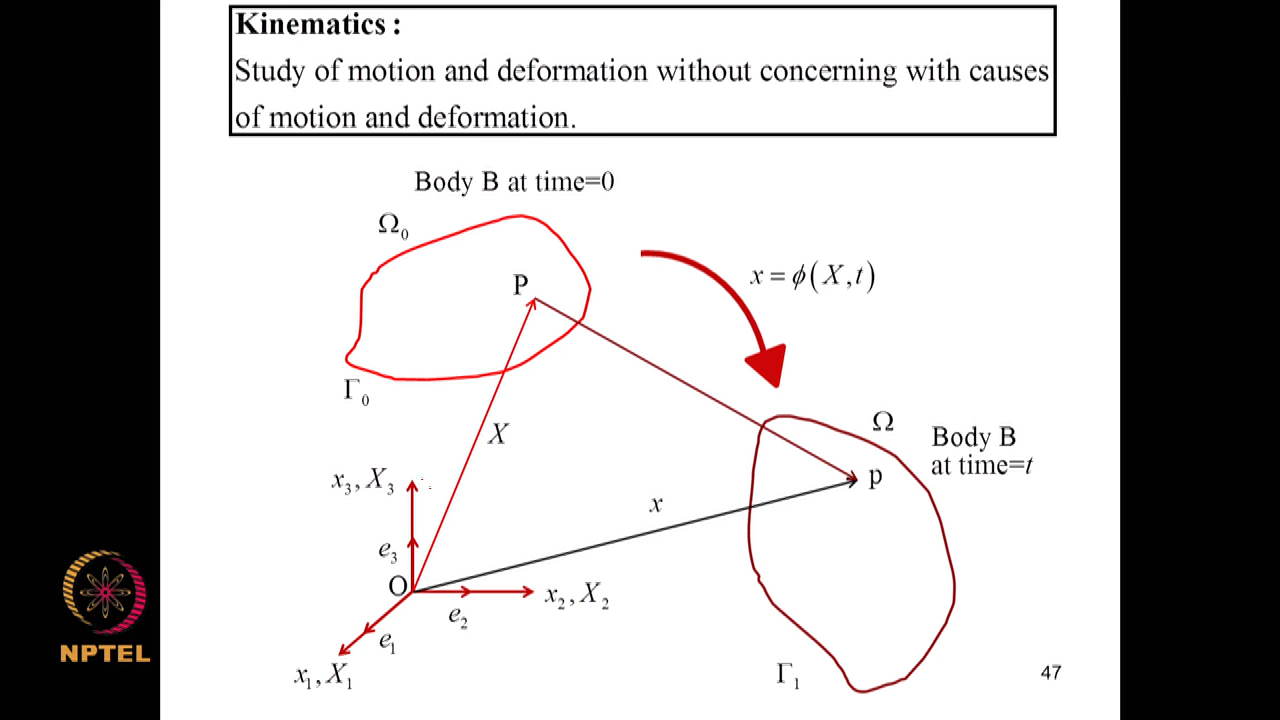 Kinematics :
Study of motion and deformation without concerning with causes
of motion and deformation.
Body B at time=0
Ω₀
P
x = ϕ(X,t)
Γ₀
X
Ω
Body B
at time=t
p
x₃, X₃
x
e₃
O
x₂, X₂
e₂
e₁
x₁, X₁
Γ₁
NPTEL
47